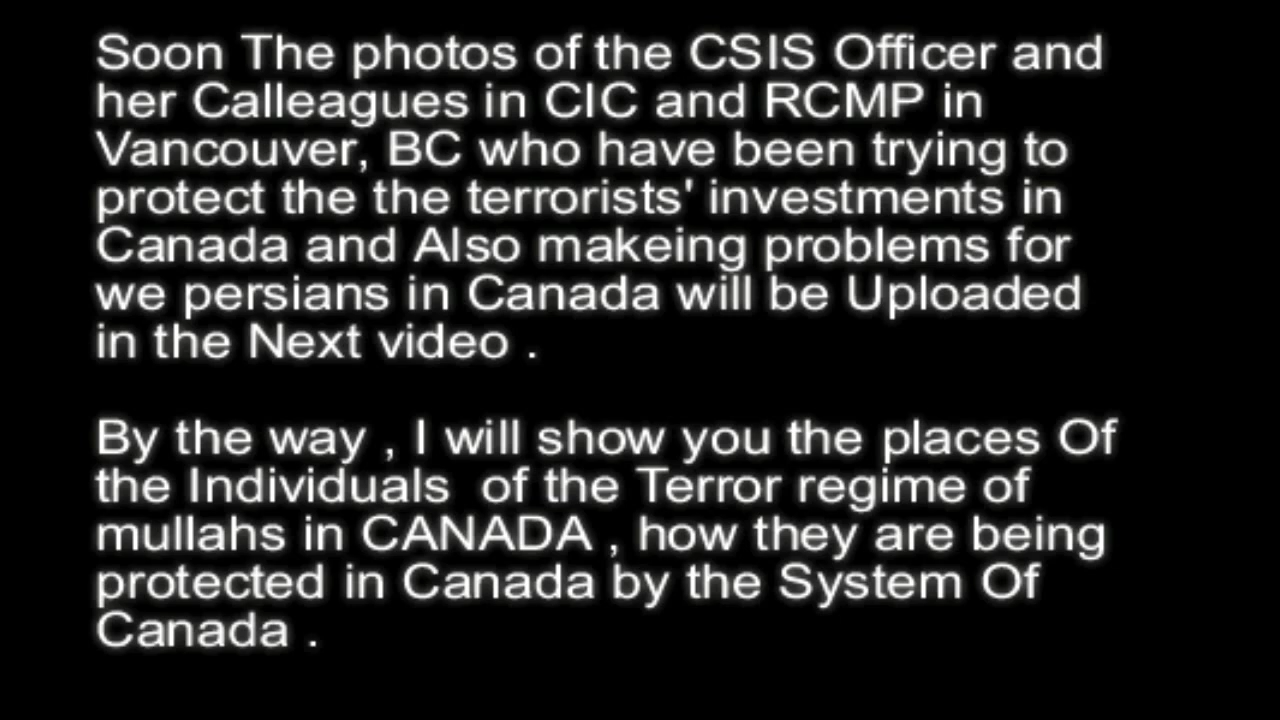 Soon The photos of the CSIS Officer and
her Calleagues in CIC and RCMP in
Vancouver, BC who have been trying to
protect the the terrorists' investments in
Canada and Also makeing problems for
we persians in Canada will be Uploaded
in the Next video .
By the way , I will show you the places Of
the Individuals  of the Terror regime of
mullahs in CANADA , how they are being
protected in Canada by the System Of
Canada .